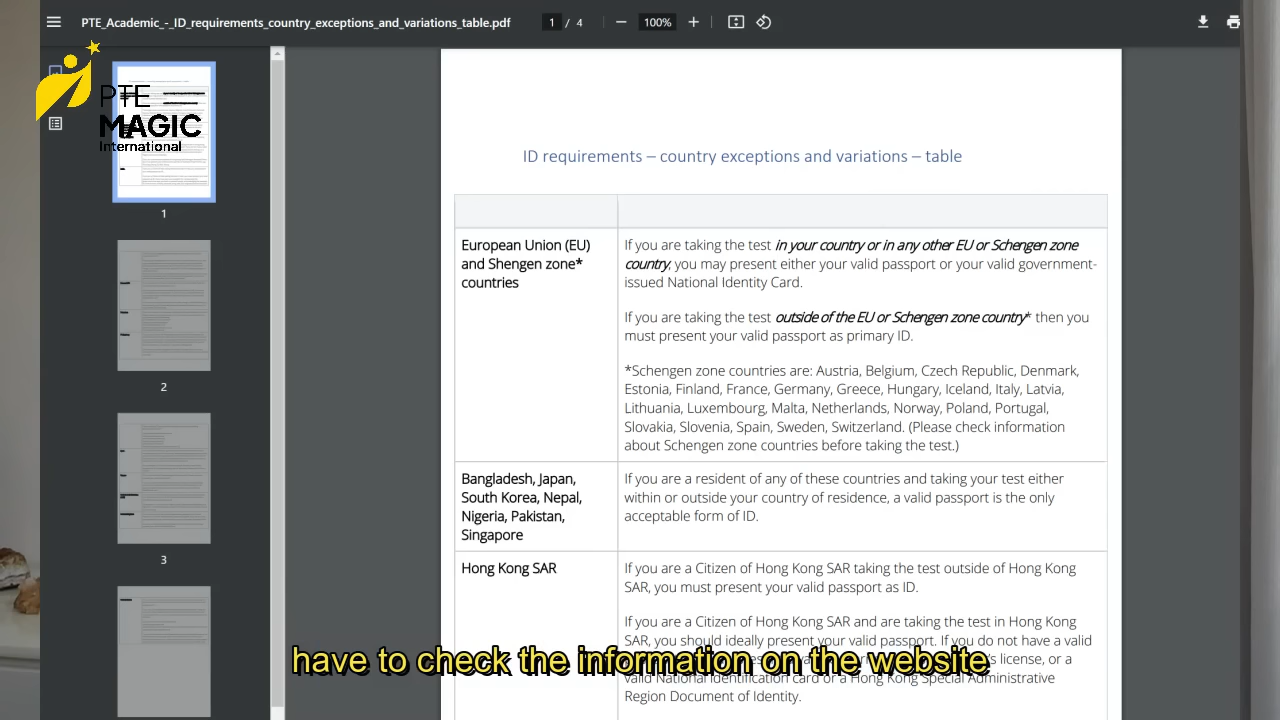 PTE_Academic_-_ID_requirements_country_exceptions_and_variations_table.pdf
1 / 4
100%
PTE
MAGIC
International
1
2
3
ID requirements – country exceptions and variations – table
European Union (EU)
and Shengen zone*
countries
If you are taking the test in your country or in any other EU or Schengen zone
country, you may present either your valid passport or your valid government-
issued National Identity Card.
If you are taking the test outside of the EU or Schengen zone country* then you
must present your valid passport as primary ID.
*Schengen zone countries are: Austria, Belgium, Czech Republic, Denmark,
Estonia, Finland, France, Germany, Greece, Hungary, Iceland, Italy, Latvia,
Lithuania, Luxembourg, Malta, Netherlands, Norway, Poland, Portugal,
Slovakia, Slovenia, Spain, Sweden, Switzerland. (Please check information
about Schengen zone countries before taking the test.)
Bangladesh, Japan,
South Korea, Nepal,
Nigeria, Pakistan,
Singapore
If you are a resident of any of these countries and taking your test either
within or outside your country of residence, a valid passport is the only
acceptable form of ID.
Hong Kong SAR
If you are a Citizen of Hong Kong SAR taking the test outside of Hong Kong
SAR, you must present your valid passport as ID.
If you are a Citizen of Hong Kong SAR and are taking the test in Hong Kong
SAR, you should ideally present your valid passport. If you do not have a valid
license, or a
valid National Identification card or a Hong Kong Special Administrative
Region Document of Identity.
have to check the information on the website